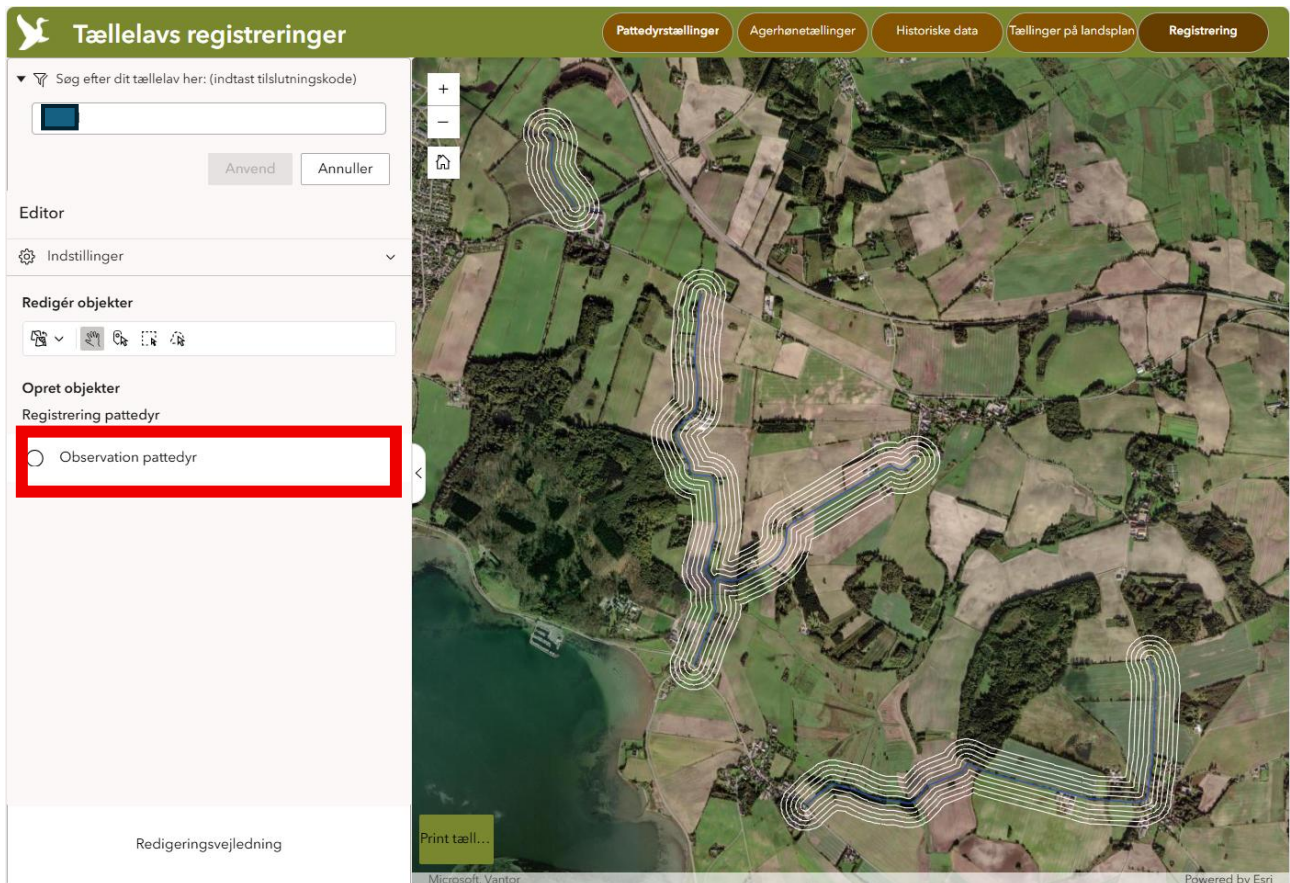 Tællelavs registreringer
Pattedyrstællinger
Agerhønetællinger
Historiske data
Tællinger på landsplan
Registrering
Søg efter dit tællelav her: (indtast tilslutningskode)
Anvend
Annuller
Editor
Indstillinger
Redigér objekter
Opret objekter
Registrering pattedyr
Observation pattedyr
Redigeringsvejledning
Print tæll...
Microsoft, Vantor
Powered by Esri